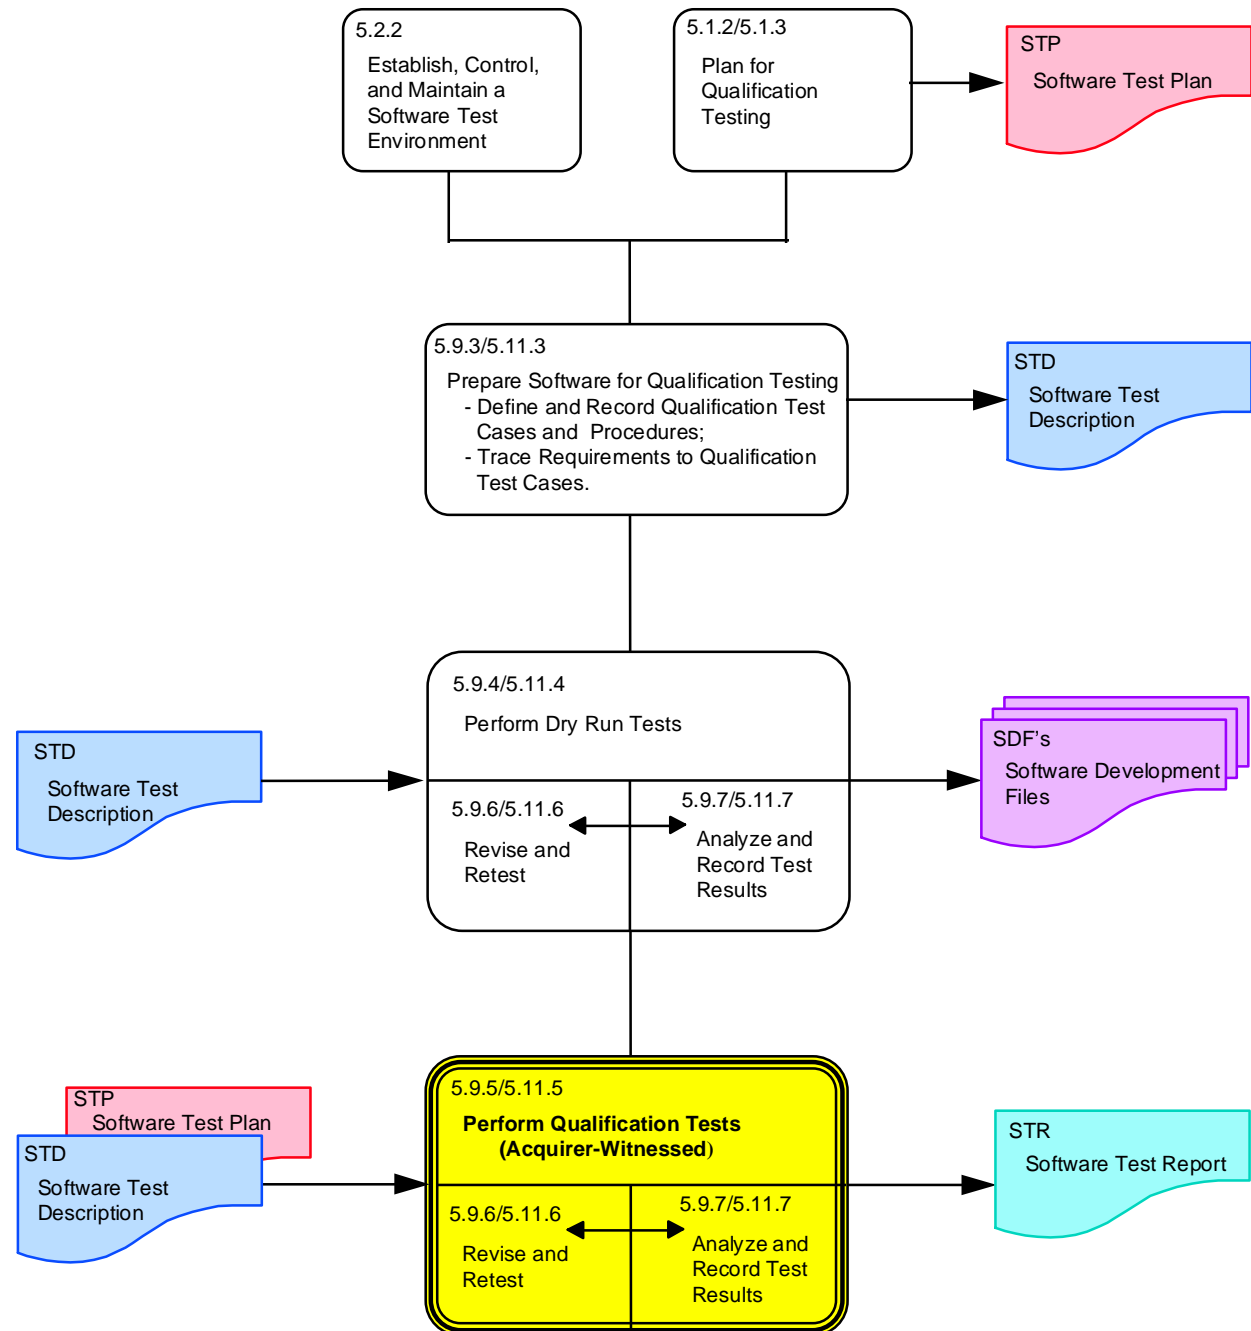 5.2.2
Establish, Control,
and Maintain a
Software Test
Environment
5.1.2/5.1.3
Plan for
Qualification
Testing
STP
Software Test Plan
5.9.3/5.11.3
Prepare Software for Qualification Testing
- Define and Record Qualification Test
Cases and Procedures;
- Trace Requirements to Qualification
Test Cases.
STD
Software Test
Description
5.9.4/5.11.4
Perform Dry Run Tests
STD
Software Test
Description
5.9.6/5.11.6
Revise and
Retest
5.9.7/5.11.7
Analyze and
Record Test
Results
SDF's
Software Development
Files
STP
Software Test Plan
STD
Software Test
Description
5.9.5/5.11.5
Perform Qualification Tests
(Acquirer-Witnessed)
5.9.6/5.11.6
Revise and
Retest
5.9.7/5.11.7
Analyze and
Record Test
Results
STR
Software Test Report